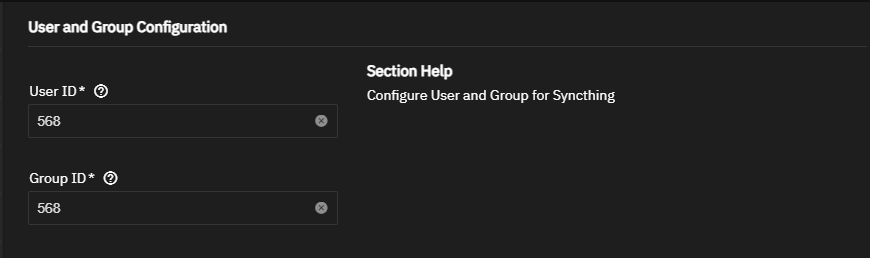 User and Group Configuration
Section Help
User ID*
Configure User and Group for Syncthing
568
Group ID*
568